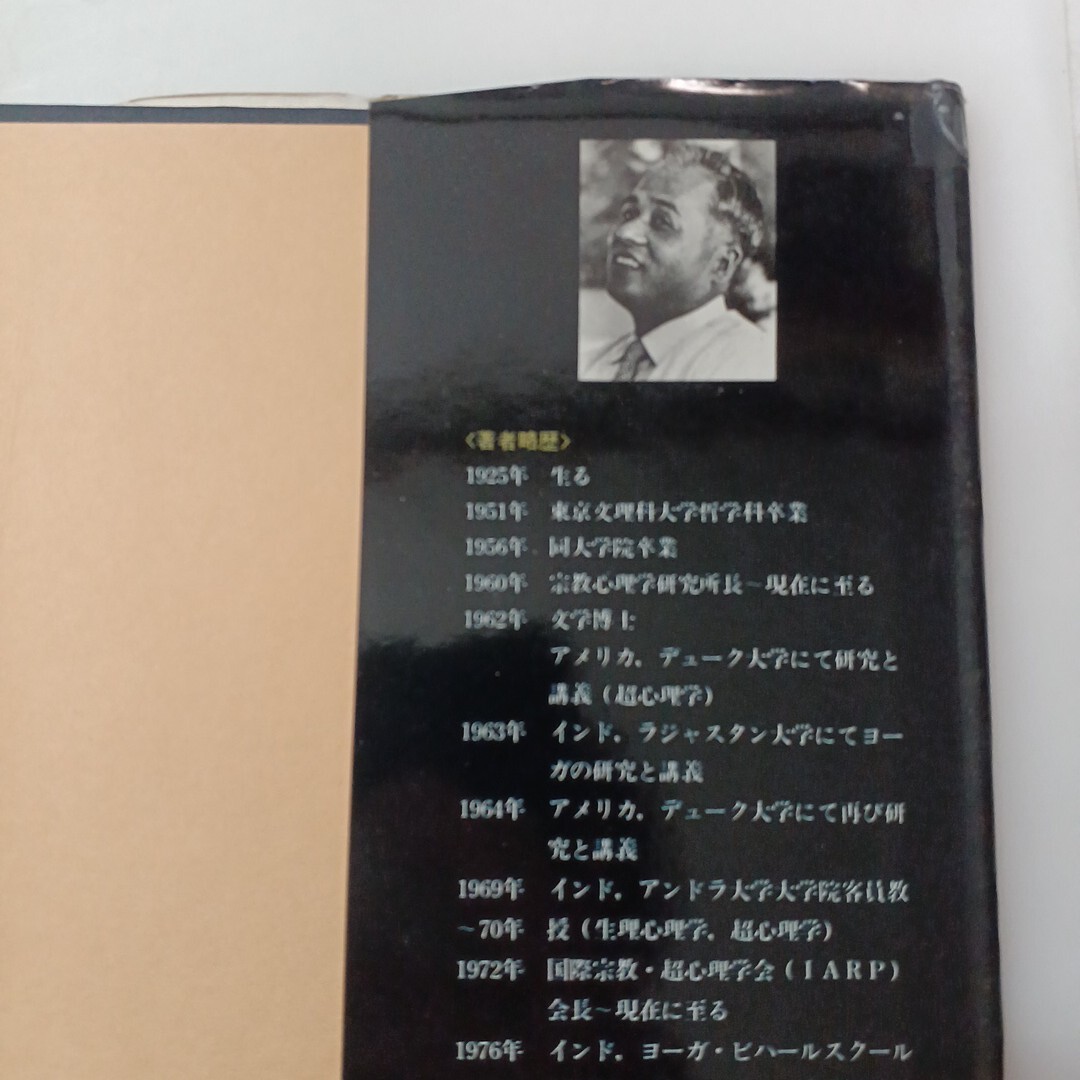 〈著者略歴〉
1925年 生る
1951年 東京文理科大学哲学科卒業
1956年 同大学院卒業
1960年 宗教心理学研究所長~現在に至る
1962年 文学博士
アメリカ，デューク大学にて研究と
講義(超心理学)
1963年 インド，ラジャスタン大学にてヨー
ガの研究と講義
1964年 アメリカ，デューク大学にて再び研
究と講義
1969年 インド，アンドラ大学大学院客員教
~70年 授(生理心理学，超心理学)
1972年 国際宗教・超心理学会(IARP)
会長~現在に至る
1976年 インド，ヨーガ・ビハールスクール